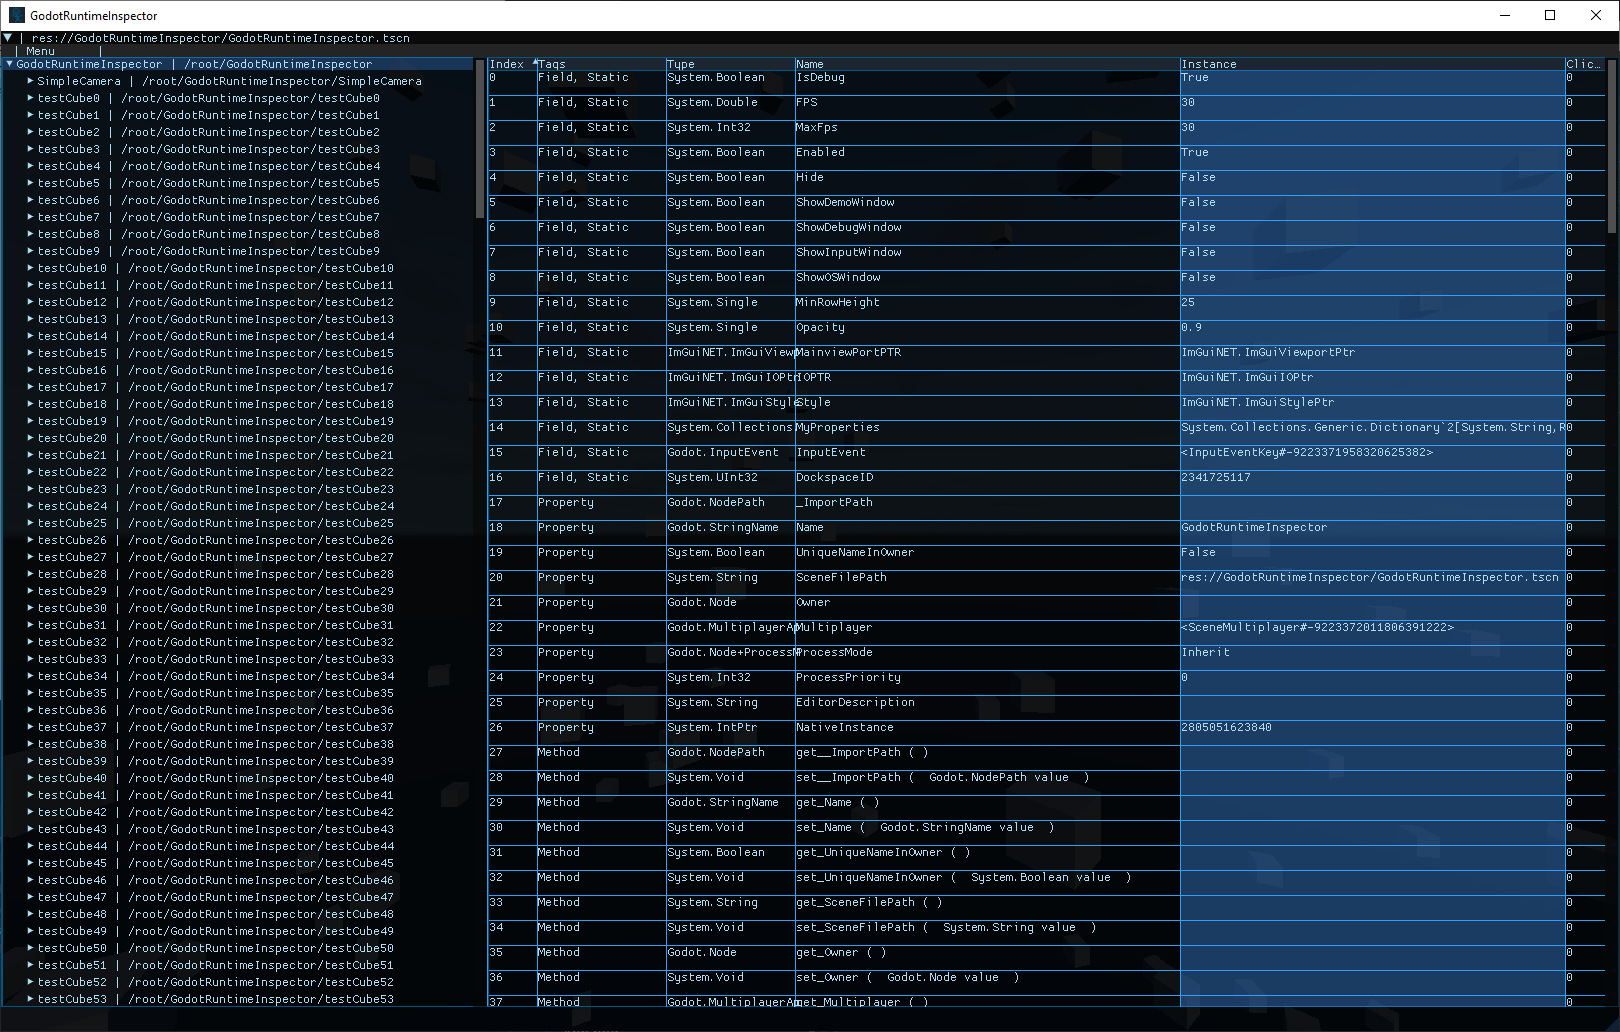 GodotRuntimeInspector
▼ | res://GodotRuntimeInspector/GodotRuntimeInspector.tscn
| Menu |
GodotRuntimeInspector | /root/GodotRuntimeInspector
SimpleCamera | /root/GodotRuntimeInspector/SimpleCamera
testCube0 | /root/GodotRuntimeInspector/testCube0
testCube1 | /root/GodotRuntimeInspector/testCube1
testCube2 | /root/GodotRuntimeInspector/testCube2
testCube3 | /root/GodotRuntimeInspector/testCube3
testCube4 | /root/GodotRuntimeInspector/testCube4
testCube5 | /root/GodotRuntimeInspector/testCube5
testCube6 | /root/GodotRuntimeInspector/testCube6
testCube7 | /root/GodotRuntimeInspector/testCube7
testCube8 | /root/GodotRuntimeInspector/testCube8
testCube9 | /root/GodotRuntimeInspector/testCube9
testCube10 | /root/GodotRuntimeInspector/testCube10
testCube11 | /root/GodotRuntimeInspector/testCube11
testCube12 | /root/GodotRuntimeInspector/testCube12
testCube13 | /root/GodotRuntimeInspector/testCube13
testCube14 | /root/GodotRuntimeInspector/testCube14
testCube15 | /root/GodotRuntimeInspector/testCube15
testCube16 | /root/GodotRuntimeInspector/testCube16
testCube17 | /root/GodotRuntimeInspector/testCube17
testCube18 | /root/GodotRuntimeInspector/testCube18
testCube19 | /root/GodotRuntimeInspector/testCube19
testCube20 | /root/GodotRuntimeInspector/testCube20
testCube21 | /root/GodotRuntimeInspector/testCube21
testCube22 | /root/GodotRuntimeInspector/testCube22
testCube23 | /root/GodotRuntimeInspector/testCube23
testCube24 | /root/GodotRuntimeInspector/testCube24
testCube25 | /root/GodotRuntimeInspector/testCube25
testCube26 | /root/GodotRuntimeInspector/testCube26
testCube27 | /root/GodotRuntimeInspector/testCube27
testCube28 | /root/GodotRuntimeInspector/testCube28
testCube29 | /root/GodotRuntimeInspector/testCube29
testCube30 | /root/GodotRuntimeInspector/testCube30
testCube31 | /root/GodotRuntimeInspector/testCube31
testCube32 | /root/GodotRuntimeInspector/testCube32
testCube33 | /root/GodotRuntimeInspector/testCube33
testCube34 | /root/GodotRuntimeInspector/testCube34
testCube35 | /root/GodotRuntimeInspector/testCube35
testCube36 | /root/GodotRuntimeInspector/testCube36
testCube37 | /root/GodotRuntimeInspector/testCube37
testCube38 | /root/GodotRuntimeInspector/testCube38
testCube39 | /root/GodotRuntimeInspector/testCube39
testCube40 | /root/GodotRuntimeInspector/testCube40
testCube41 | /root/GodotRuntimeInspector/testCube41
testCube42 | /root/GodotRuntimeInspector/testCube42
testCube43 | /root/GodotRuntimeInspector/testCube43
testCube44 | /root/GodotRuntimeInspector/testCube44
testCube45 | /root/GodotRuntimeInspector/testCube45
testCube46 | /root/GodotRuntimeInspector/testCube46
testCube47 | /root/GodotRuntimeInspector/testCube47
testCube48 | /root/GodotRuntimeInspector/testCube48
testCube49 | /root/GodotRuntimeInspector/testCube49
testCube50 | /root/GodotRuntimeInspector/testCube50
testCube51 | /root/GodotRuntimeInspector/testCube51
testCube52 | /root/GodotRuntimeInspector/testCube52
testCube53 | /root/GodotRuntimeInspector/testCube53
Index Tags Type Name Instance Clic...
0 Field, Static System.Boolean IsDebug True 0
1 Field, Static System.Double FPS 30 0
2 Field, Static System.Int32 MaxFps 30 0
3 Field, Static System.Boolean Enabled True 0
4 Field, Static System.Boolean Hide False 0
5 Field, Static System.Boolean ShowDemoWindow False 0
6 Field, Static System.Boolean ShowDebugWindow False 0
7 Field, Static System.Boolean ShowInputWindow False 0
8 Field, Static System.Boolean ShowOSWindow False 0
9 Field, Static System.Single MinRowHeight 25 0
10 Field, Static System.Single Opacity 0.9 0
11 Field, Static ImGuiNET.ImGuiViewp MainviewPortPTR ImGuiNET.ImGuiViewportPtr 0
12 Field, Static ImGuiNET.ImGuiIOPtr IOPTR ImGuiNET.ImGuiIOPtr 0
13 Field, Static ImGuiNET.ImGuiStyle Style ImGuiNET.ImGuiStylePtr 0
14 Field, Static System.Collections. MyProperties System.Collections.Generic.Dictionary`2[System.String,R 0
15 Field, Static Godot.InputEvent InputEvent <InputEventKey#-9223371958320625382> 0
16 Field, Static System.UInt32 DockspaceID 2341725117 0
17 Property Godot.NodePath _ImportPath 0
18 Property Godot.StringName Name GodotRuntimeInspector 0
19 Property System.Boolean UniqueNameInOwner False 0
20 Property System.String SceneFilePath res://GodotRuntimeInspector/GodotRuntimeInspector.tscn 0
21 Property Godot.Node Owner 0
22 Property Godot.MultiplayerAp Multiplayer <SceneMultiplayer#-9223372011806391222> 0
23 Property Godot.Node+ProcessM ProcessMode Inherit 0
24 Property System.Int32 ProcessPriority 0 0
25 Property System.String EditorDescription 0
26 Property System.IntPtr NativeInstance 2805051623840 0
27 Method Godot.NodePath get__ImportPath ( ) 0
28 Method System.Void set__ImportPath ( Godot.NodePath value ) 0
29 Method Godot.StringName get_Name ( ) 0
30 Method System.Void set_Name ( Godot.StringName value ) 0
31 Method System.Boolean get_UniqueNameInOwner ( ) 0
32 Method System.Void set_UniqueNameInOwner ( System.Boolean value ) 0
33 Method System.String get_SceneFilePath ( ) 0
34 Method System.Void set_SceneFilePath ( System.String value ) 0
35 Method Godot.Node get_Owner ( ) 0
36 Method System.Void set_Owner ( Godot.Node value ) 0
37 Method Godot.MultiplayerAp get_Multiplayer ( ) 0